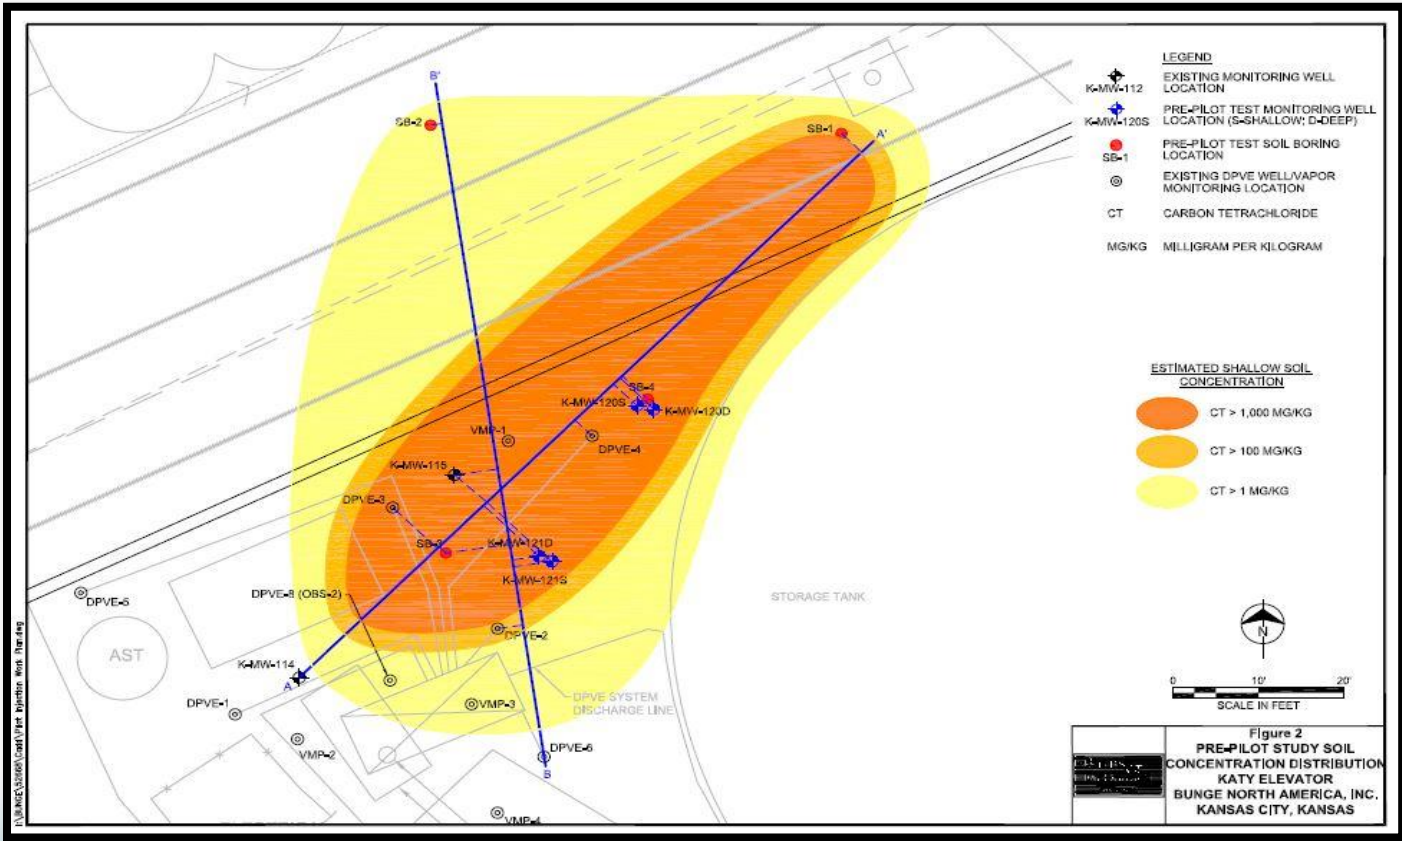 B'
SB-2
SB-1
A'
SB-4
K-MW-120S
K-MW-120D
VMP-1
DPVE-4
K-MW-115
DPVE-3
SB-3
K-MW-121D
K-MW-121S
DPVE-8 (OBS-2)
DPVE-5
DPVE-2
STORAGE TANK
AST
K-MW-114
A
DPVE-1
VMP-3
DPVE SYSTEM
DISCHARGE LINE
VMP-2
DPVE-6
B
VMP-4
LEGEND
K-MW-112
EXISTING MONITORING WELL
LOCATION
K-MW-120S
PRE-PILOT TEST MONITORING WELL
LOCATION (S-SHALLOW; D-DEEP)
SB-1
PRE-PILOT TEST SOIL BORING
LOCATION
EXISTING DPVE WELL/VAPOR
MONITORING LOCATION
CT CARBON TETRACHLORIDE
MG/KG MILLIGRAM PER KILOGRAM
ESTIMATED SHALLOW SOIL
CONCENTRATION
CT > 1,000 MG/KG
CT > 100 MG/KG
CT > 1 MG/KG
N
0 10' 20'
SCALE IN FEET
Figure 2
PRE-PILOT STUDY SOIL
CONCENTRATION DISTRIBUTION
KATY ELEVATOR
BUNGE NORTH AMERICA, INC.
KANSAS CITY, KANSAS